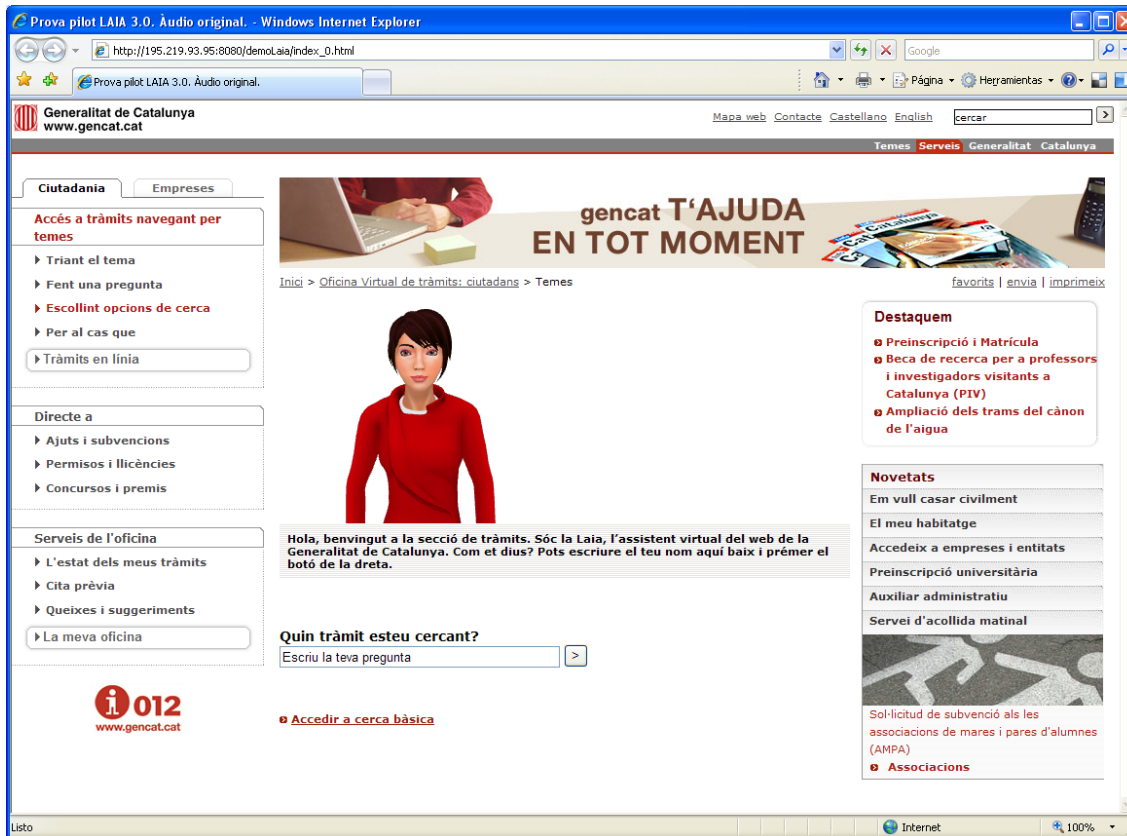 Prova pilot LAIA 3.0. Àudio original. - Windows Internet Explorer
http://195.219.93.95:8080/demoLaia/index_0.html
Google
Prova pilot LAIA 3.0. Àudio original.
Página
Herramientas
Generalitat de Catalunya
www.gencat.cat
Mapa web Contacte Castellano English
cercar
Temes Serveis Generalitat Catalunya
Ciutadania
Empreses
Accés a tràmits navegant per
temes
Triant el tema
Fent una pregunta
Escollint opcions de cerca
Per al cas que
Tràmits en línia
Directe a
Ajuts i subvencions
Permisos i llicències
Concursos i premis
Serveis de l'oficina
L'estat dels meus tràmits
Cita prèvia
Queixes i suggeriments
La meva oficina
i 012
www.gencat.cat
gencat T'AJUDA
EN TOT MOMENT
Catalunya
Inici > Oficina Virtual de tràmits: ciutadans > Temes
favorits | envia | imprimeix
Hola, benvingut a la secció de tràmits. Sóc la Laia, l'assistent virtual del web de la
Generalitat de Catalunya. Com et dius? Pots escriure el teu nom aquí baix i prémer el
botó de la dreta.
Quin tràmit esteu cercant?
Escriu la teva pregunta
>
Accedir a cerca bàsica
Destaquem
Preinscripció i Matrícula
Beca de recerca per a professors
i investigadors visitants a
Catalunya (PIV)
Ampliació dels trams del cànon
de l'aigua
Novetats
Em vull casar civilment
El meu habitatge
Accedeix a empreses i entitats
Preinscripció universitària
Auxiliar administratiu
Servei d'acollida matinal
Sol·licitud de subvenció als les
associacions de mares i pares d'alumnes
(AMPA)
Associacions
Listo
Internet
100%